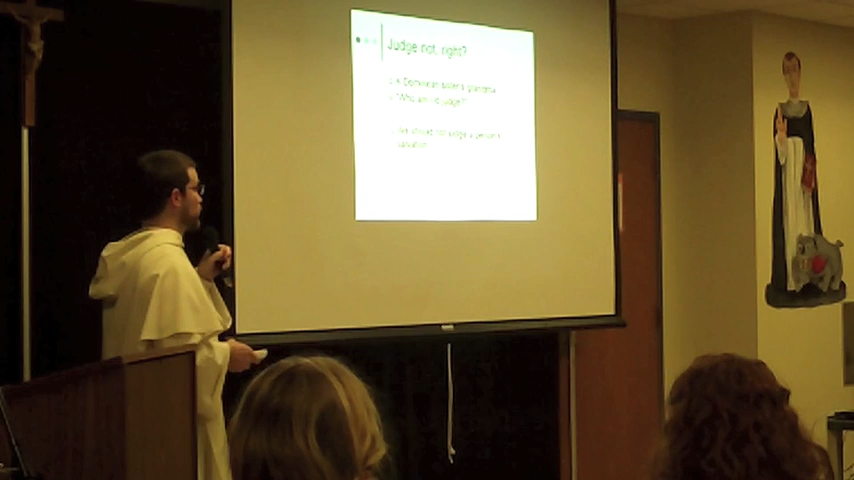 Judge not, right?
A Dominican sister's grandma
"Who am I to judge?"
We should not judge a person's
salvation